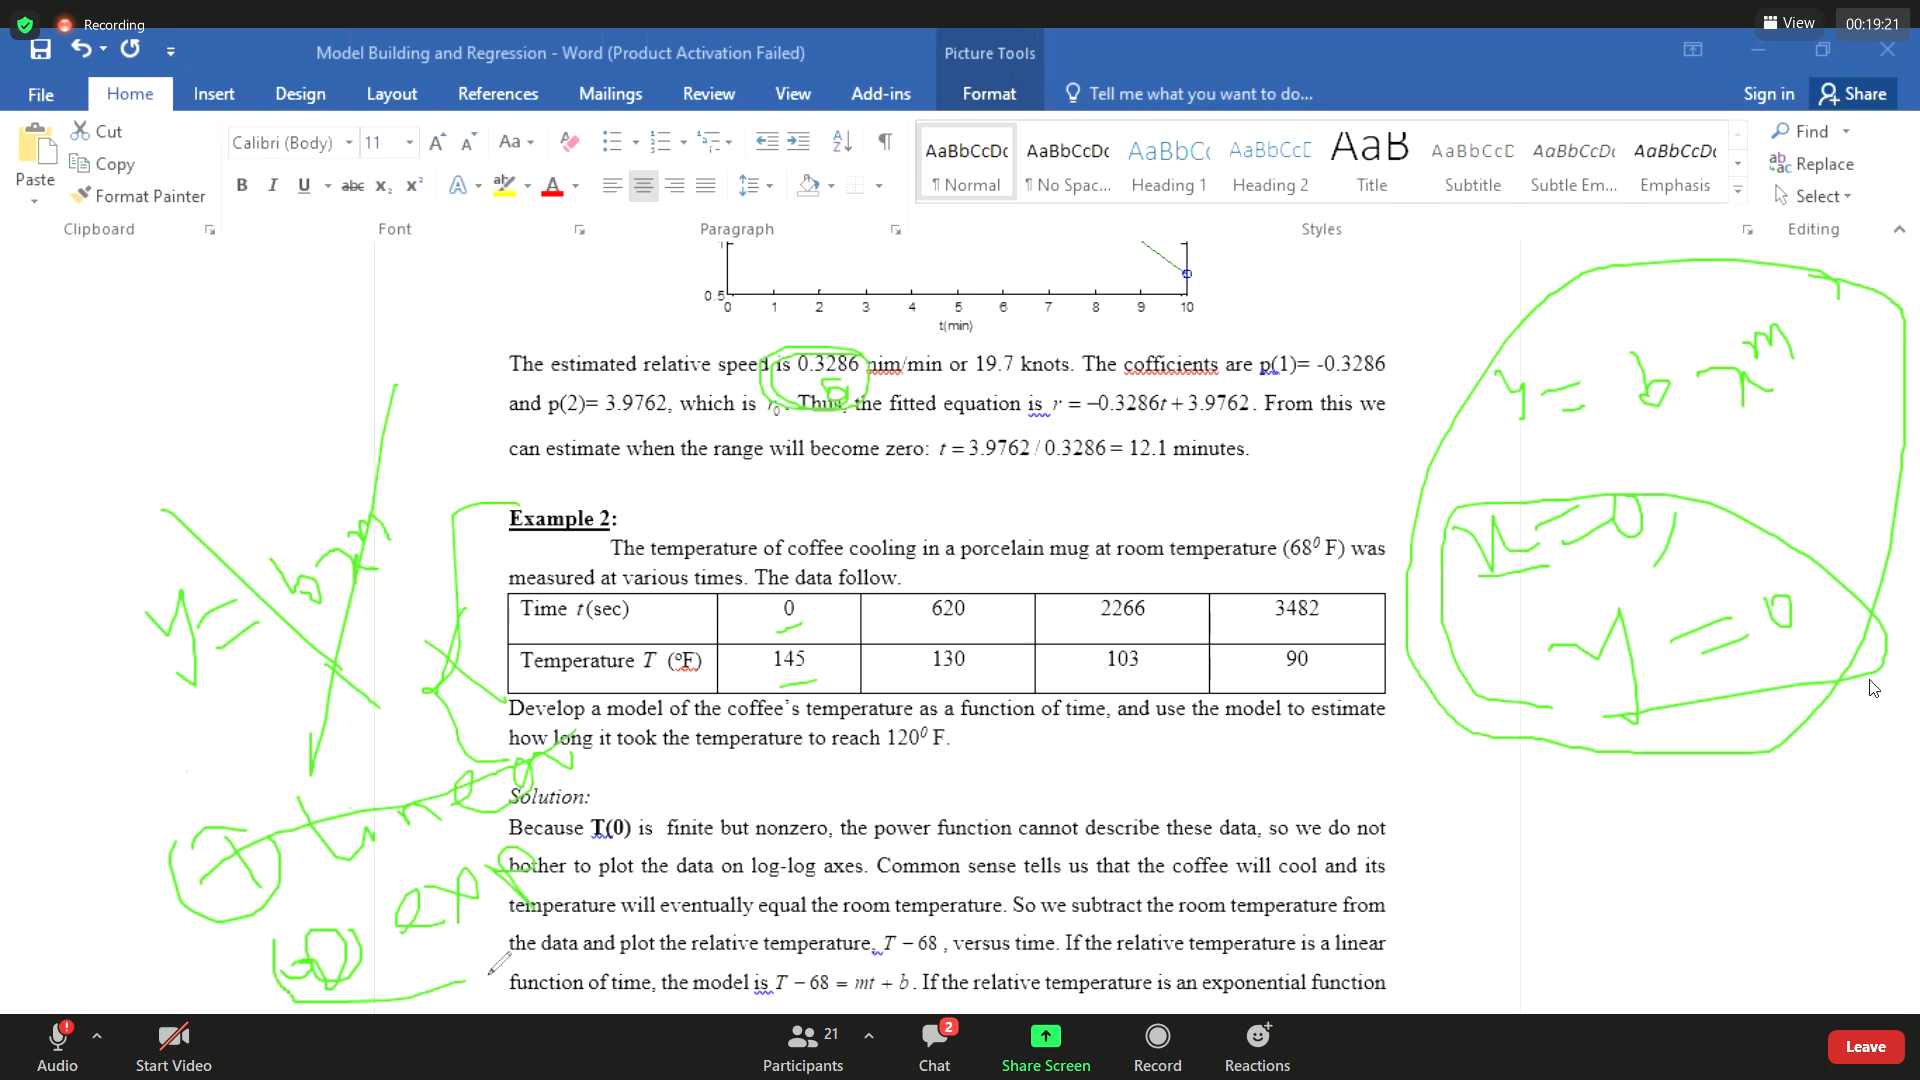 Recording
View
00:19:21
Model Building and Regression - Word (Product Activation Failed)
Picture Tools
File Home Insert Design Layout References Mailings Review View Add-ins Format Tell me what you want to do... Sign in Share
Paste
Cut
Copy
Format Painter
Clipboard
Calibri (Body) 11
Aa
B I U abc x₂ x²
Font
Paragraph
AaBbCcDc AaBbCcDc AaBbCc AaBbCcD AaB AaBbCcD AaBbCcDc AaBbCcDc
¶ Normal ¶ No Spac... Heading 1 Heading 2 Title Subtitle Subtle Em... Emphasis
Styles
Find
Replace
Select
Editing
0.5
0 1 2 3 4 5 6 7 8 9 10
t(min)
The estimated relative speed is 0.3286 nim/min or 19.7 knots. The cofficients are p(1)= -0.3286
and p(2)= 3.9762, which is r₀. Thus, the fitted equation is r = −0.3286t + 3.9762. From this we
can estimate when the range will become zero: t = 3.9762 / 0.3286 = 12.1 minutes.
y = b x^m
x=0,
y = 0
y = b x^m
Example 2:
The temperature of coffee cooling in a porcelain mug at room temperature (68⁰ F) was
measured at various times. The data follow.
Time t (sec) 0 620 2266 3482
Temperature T (°F) 145 130 103 90
Develop a model of the coffee's temperature as a function of time, and use the model to estimate
how long it took the temperature to reach 120⁰ F.
exp
Solution:
Because T(0) is finite but nonzero, the power function cannot describe these data, so we do not
bother to plot the data on log-log axes. Common sense tells us that the coffee will cool and its
temperature will eventually equal the room temperature. So we subtract the room temperature from
the data and plot the relative temperature, T − 68 , versus time. If the relative temperature is a linear
function of time, the model is T − 68 = mt + b. If the relative temperature is an exponential function
Audio
Start Video
Participants 21
Chat 2
Share Screen
Record
Reactions
Leave